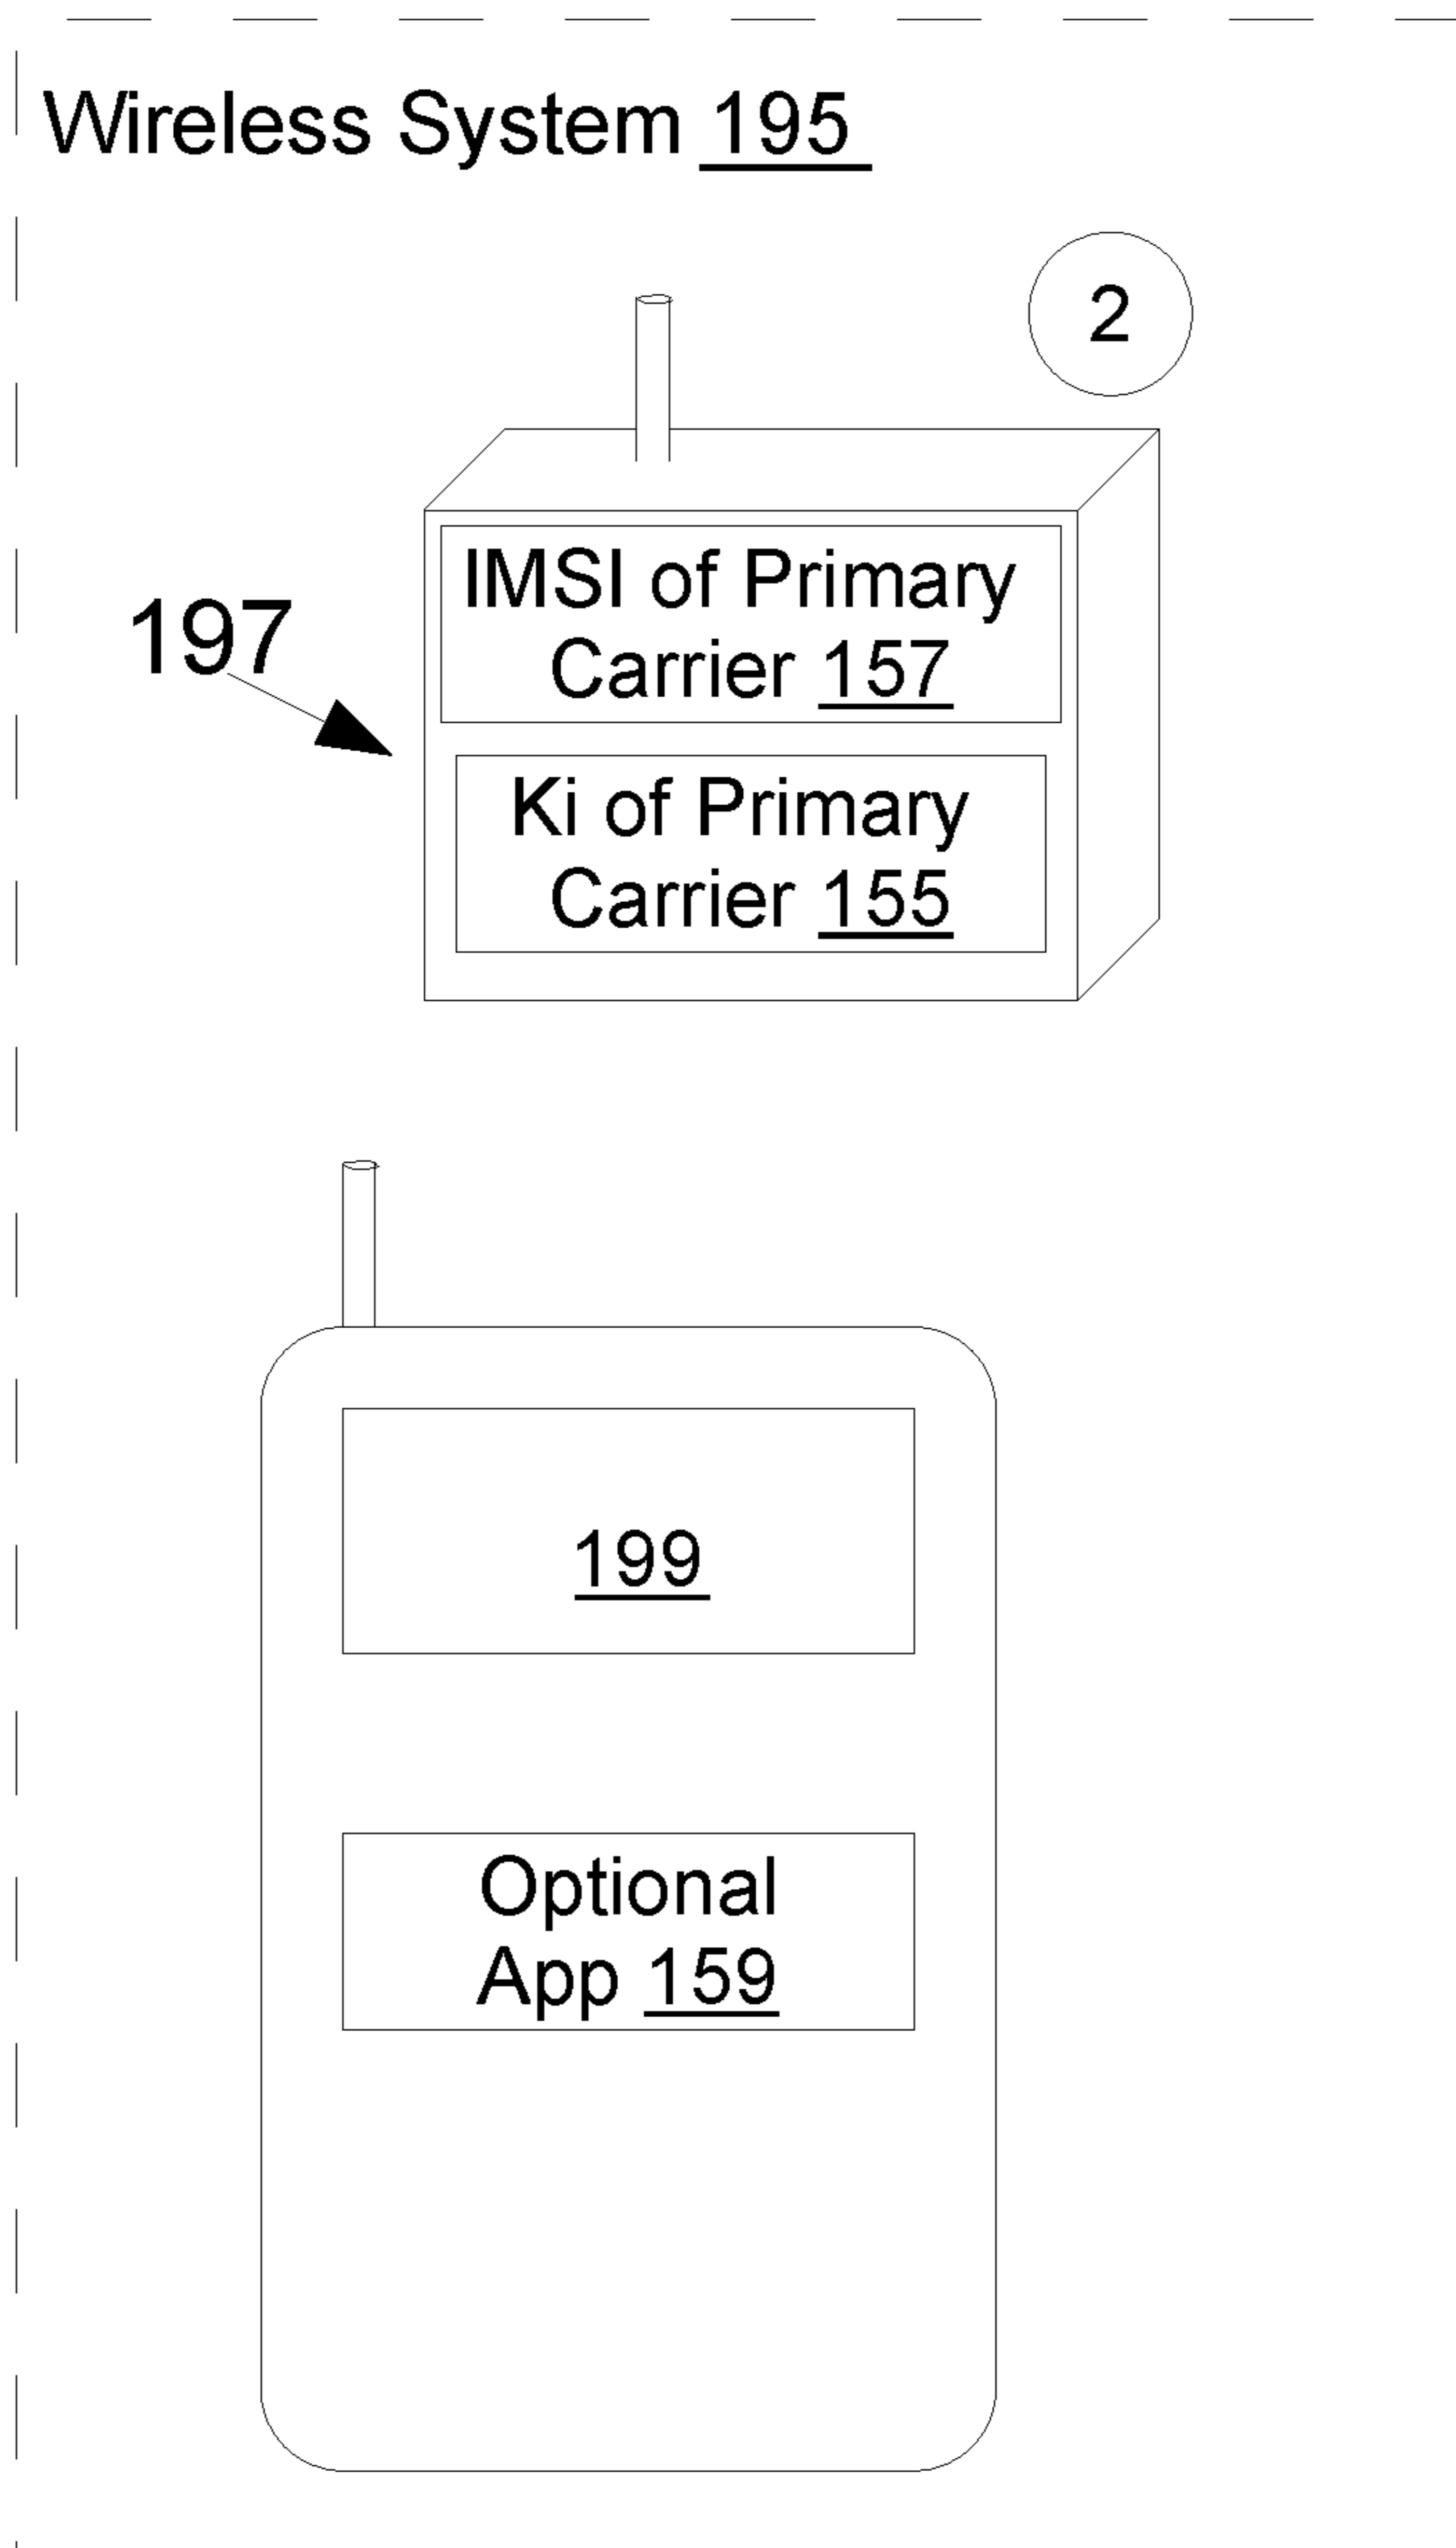 Wireless System 195
2
IMSI of Primary
Carrier 157
197
Ki of Primary
Carrier 155
199
Optional
App 159